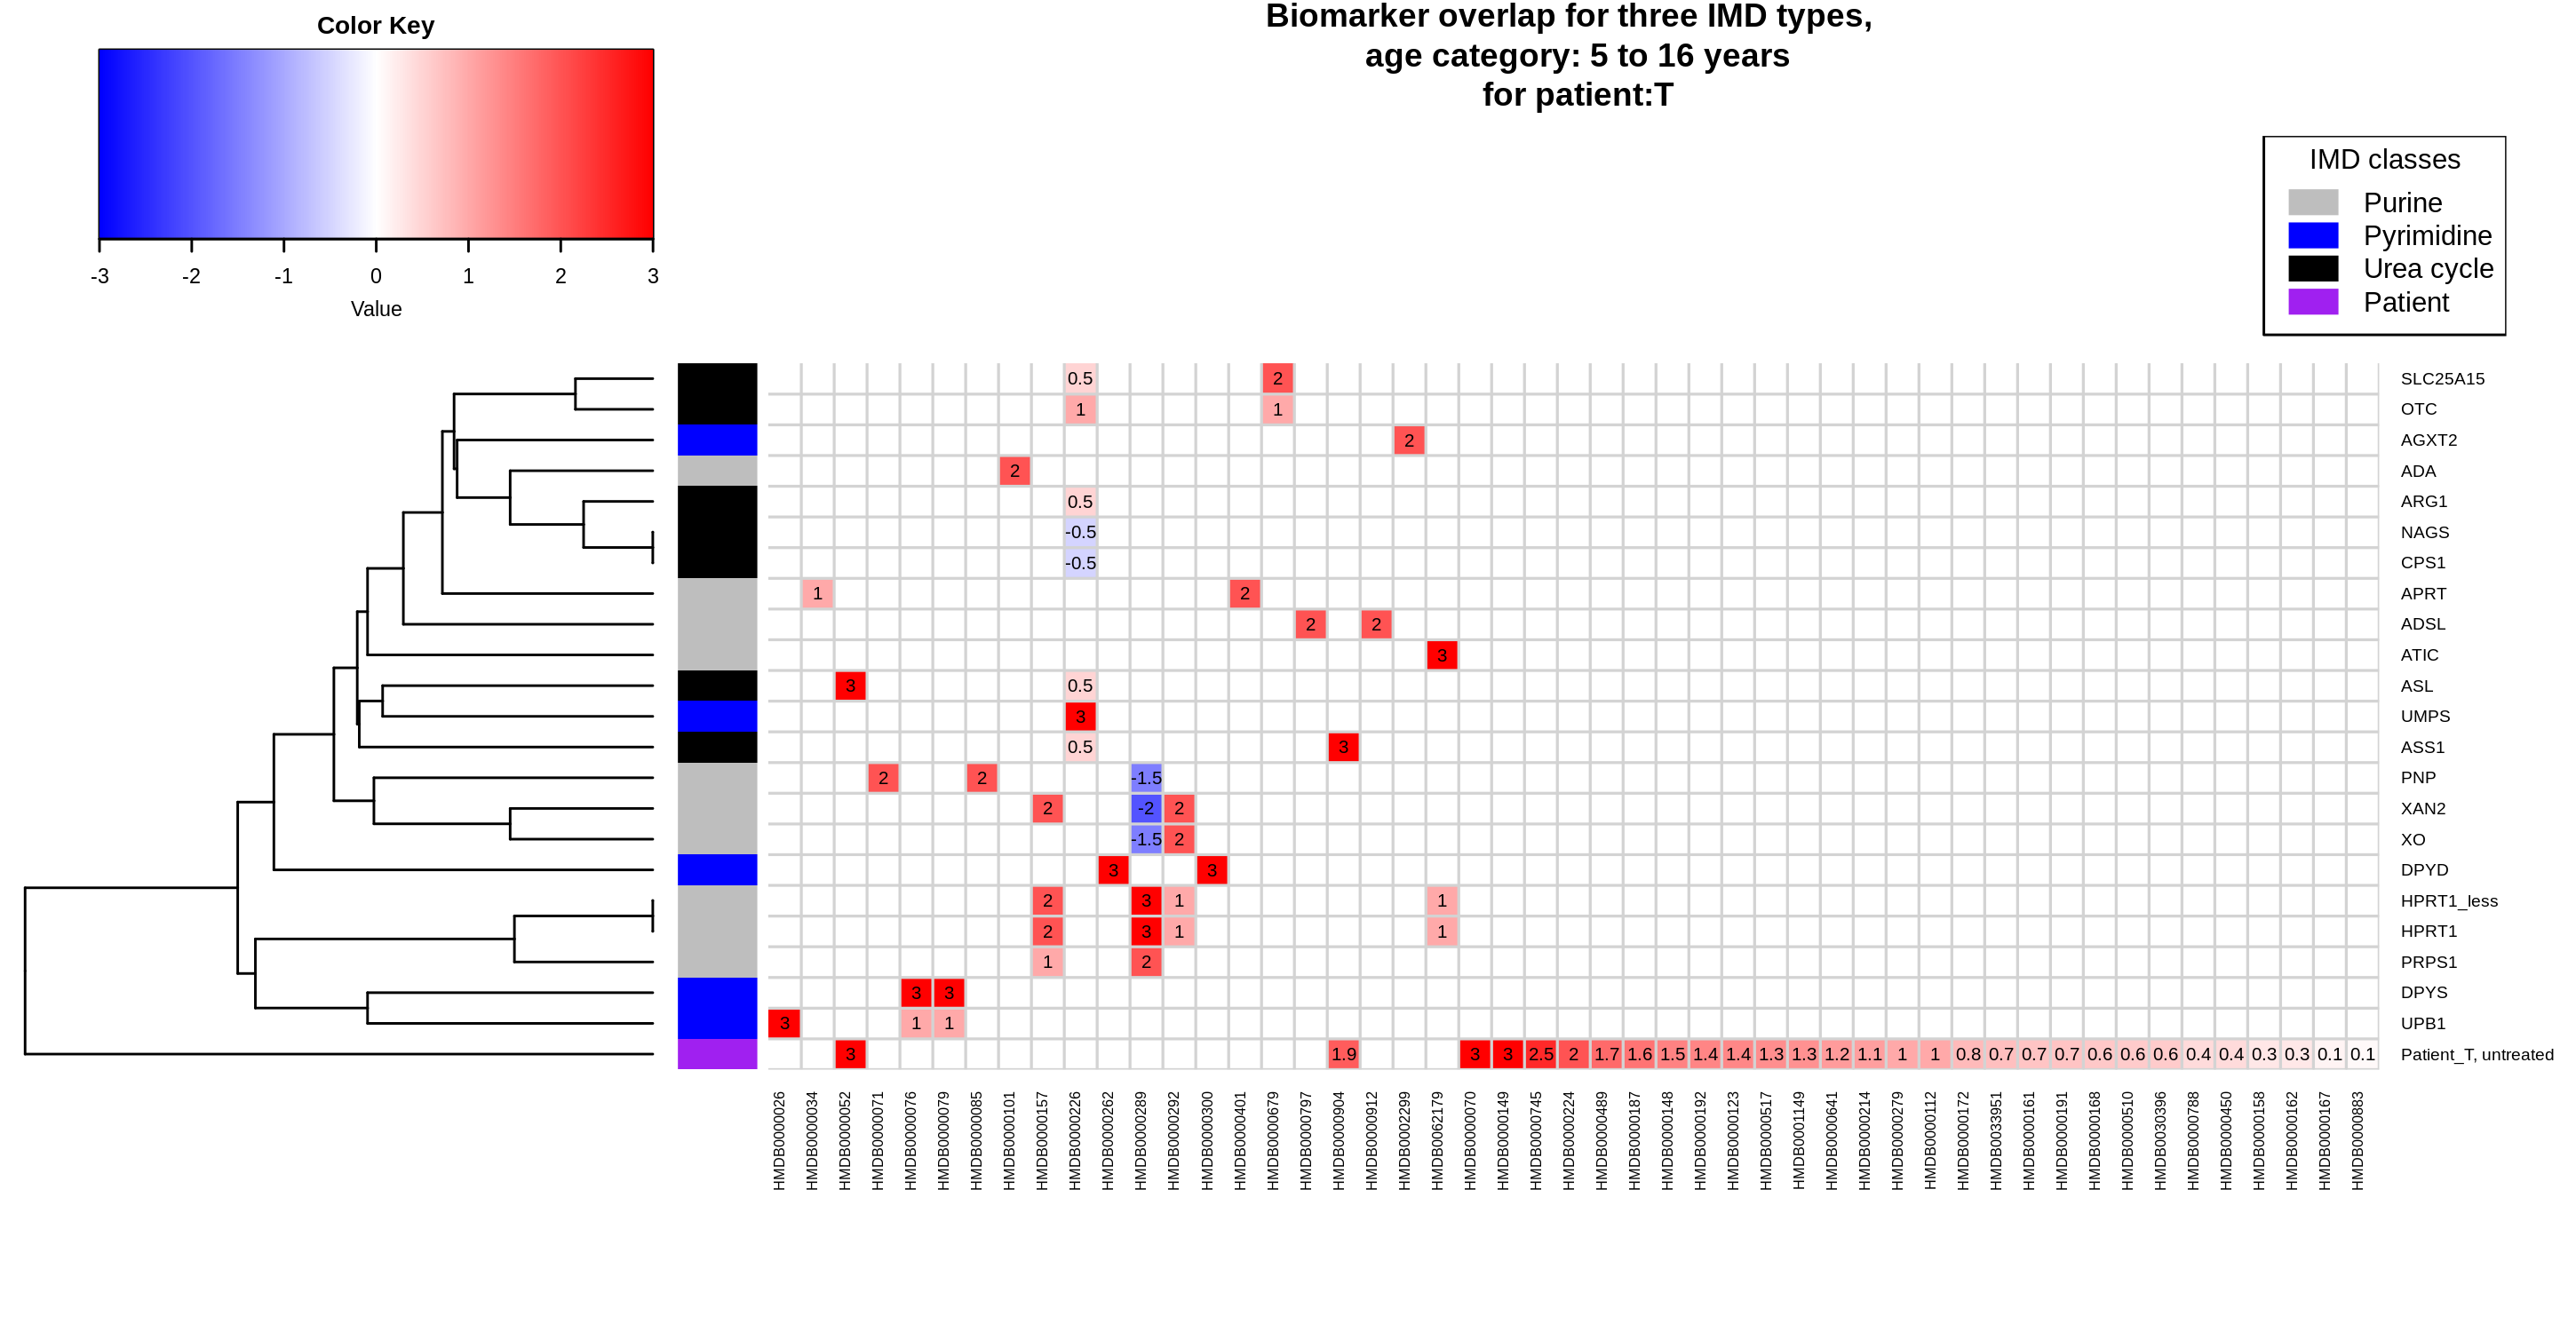 Color Key
-3 -2 -1 0 1 2 3
Value
Biomarker overlap for three IMD types,
age category: 5 to 16 years
for patient:T
IMD classes
Purine
Pyrimidine
Urea cycle
Patient
0.5 2 SLC25A15
1 1 OTC
2 AGXT2
2 ADA
0.5 ARG1
-0.5 NAGS
-0.5 CPS1
1 2 APRT
2 2 ADSL
3 ATIC
3 0.5 ASL
3 UMPS
0.5 3 ASS1
2 2 -1.5 PNP
2 -2 2 XAN2
-1.5 2 XO
3 3 DPYD
2 3 1 1 HPRT1_less
2 3 1 1 HPRT1
1 2 PRPS1
3 3 DPYS
3 1 1 UPB1
3 1.9 3 3 2.5 2 1.7 1.6 1.5 1.4 1.4 1.3 1.3 1.2 1.1 1 1 0.8 0.7 0.7 0.7 0.6 0.6 0.6 0.4 0.4 0.3 0.3 0.1 0.1 Patient_T, untreated
HMDB0000026
HMDB0000034
HMDB0000052
HMDB0000071
HMDB0000076
HMDB0000079
HMDB0000085
HMDB0000101
HMDB0000157
HMDB0000226
HMDB0000262
HMDB0000289
HMDB0000292
HMDB0000300
HMDB0000401
HMDB0000679
HMDB0000797
HMDB0000904
HMDB0000912
HMDB0002299
HMDB0062179
HMDB0000070
HMDB0000149
HMDB0000745
HMDB0000224
HMDB0000489
HMDB0000187
HMDB0000148
HMDB0000192
HMDB0000123
HMDB0000517
HMDB0001149
HMDB0000641
HMDB0000214
HMDB0000279
HMDB0000112
HMDB0000172
HMDB0033951
HMDB0000161
HMDB0000191
HMDB0000168
HMDB0000510
HMDB0030396
HMDB0000788
HMDB0000450
HMDB0000158
HMDB0000162
HMDB0000167
HMDB0000883